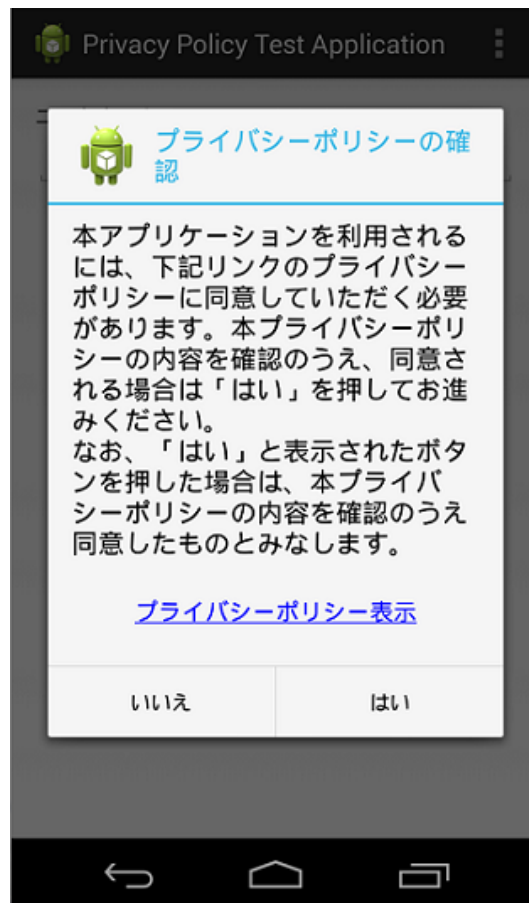 Privacy Policy Test Application
プライバシーポリシーの確
認
本アプリケーションを利用される
には、下記リンクのプライバシー
ポリシーに同意していただく必要
があります。本プライバシーポリ
シーの内容を確認のうえ、同意さ
れる場合は「はい」を押してお進
みください。
なお、「はい」と表示されたボタ
ンを押した場合は、本プライバ
シーポリシーの内容を確認のうえ
同意したものとみなします。
プライバシーポリシー表示
いいえ
はい